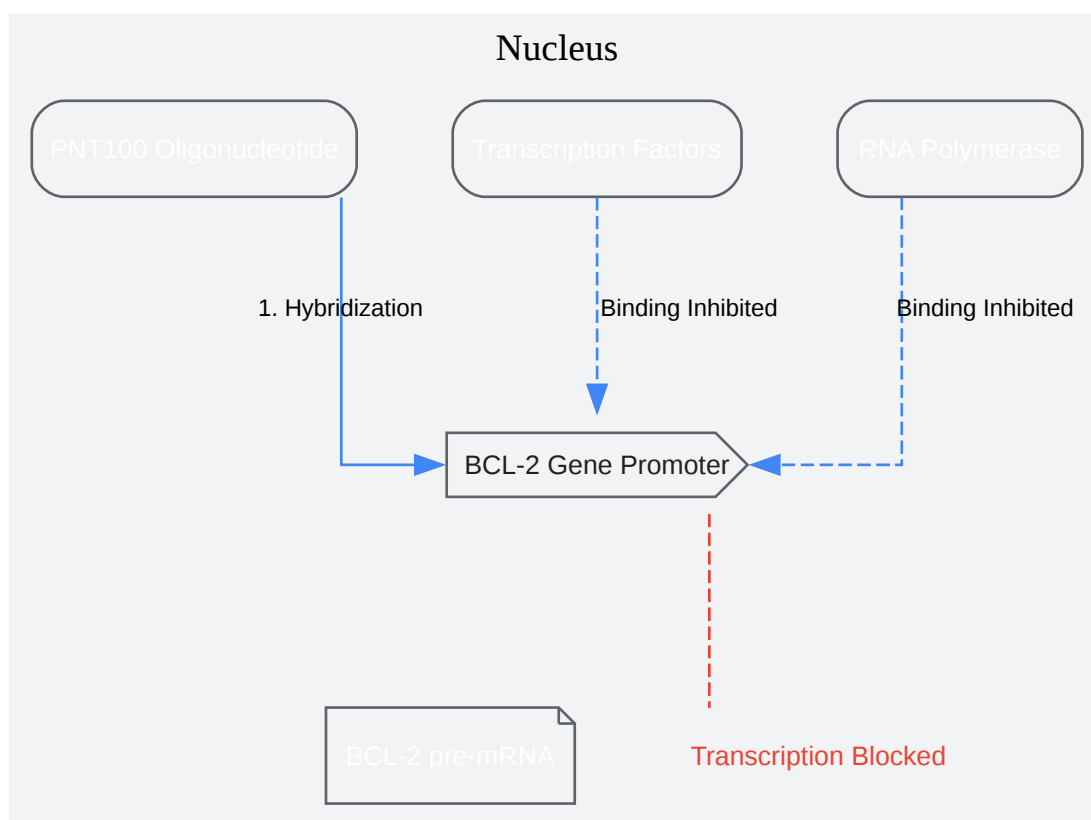 Nucleus
PNT100 Oligonucleotide
Transcription Factors
RNA Polymerase
1. Hybridization
Binding Inhibited
Binding Inhibited
BCL-2 Gene Promoter
BCL-2 pre-mRNA
Transcription Blocked